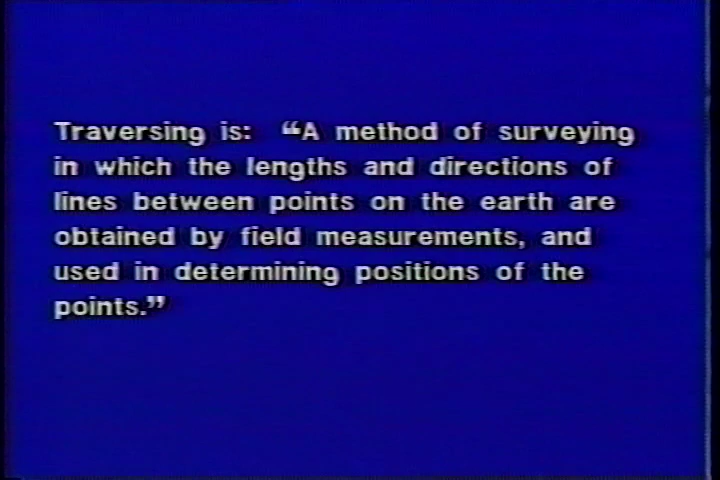 Traversing is: “A method of surveying
in which the lengths and directions of
lines between points on the earth are
obtained by field measurements, and
used in determining positions of the
points.”